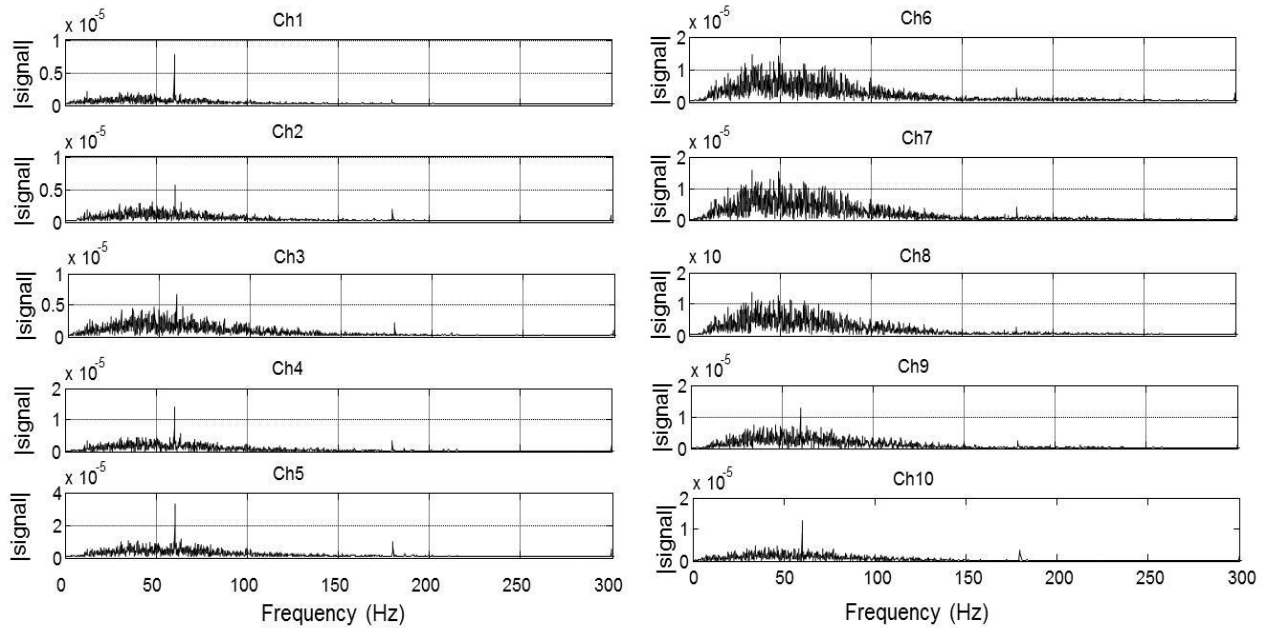 x 10⁻⁵
Ch1
1
0.5
0
|signal|
x 10⁻⁵
Ch2
1
0.5
0
|signal|
x 10⁻⁵
Ch3
1
0.5
0
|signal|
x 10⁻⁵
Ch4
2
1
0
|signal|
x 10⁻⁵
Ch5
4
2
0
|signal|
0 50 100 150 200 250 300
Frequency (Hz)
x 10⁻⁵
Ch6
2
1
0
|signal|
x 10⁻⁵
Ch7
2
1
0
|signal|
x 10
Ch8
2
1
0
|signal|
x 10⁻⁵
Ch9
2
1
0
|signal|
x 10⁻⁵
Ch10
2
1
0
|signal|
0 50 100 150 200 250 300
Frequency (Hz)